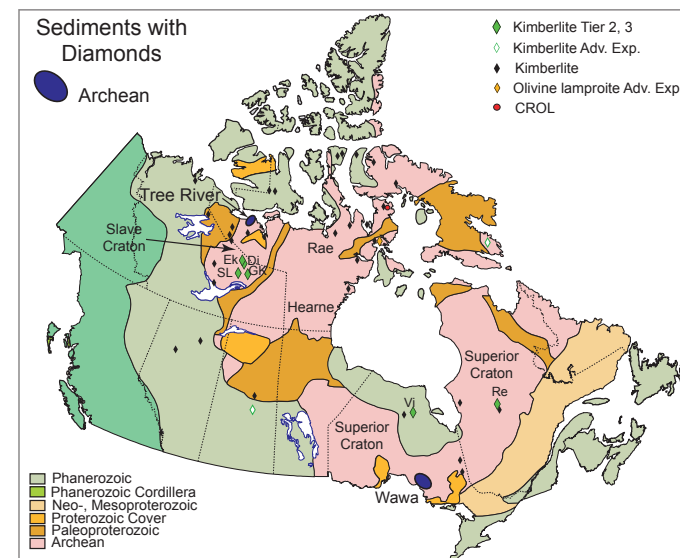 Sediments with
Diamonds
Archean
Kimberlite Tier 2, 3
Kimberlite Adv. Exp.
Kimberlite
Olivine lamproite Adv. Exp
CROL
Tree River
Slave
Craton
Rae
Ek Di
SL GK
Hearne
Superior
Craton
Re
Vi
Superior
Craton
Wawa
Phanerozoic
Phanerozoic Cordillera
Neo-, Mesoproterozoic
Proterozoic Cover
Paleoproterozoic
Archean